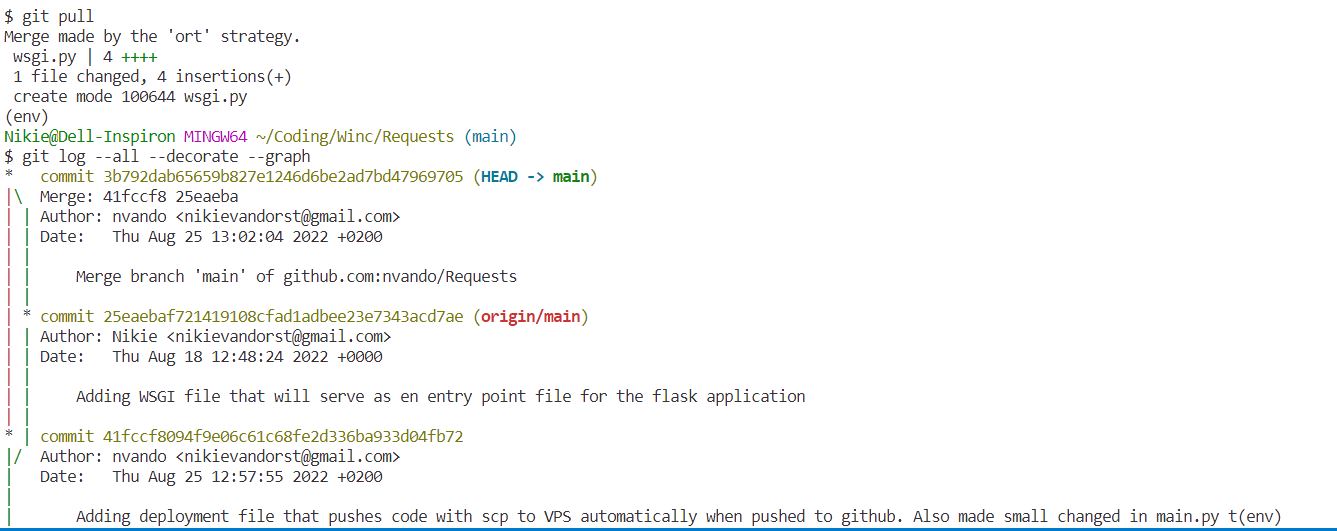 $ git pull
Merge made by the 'ort' strategy.
 wsgi.py | 4 ++++
 1 file changed, 4 insertions(+)
 create mode 100644 wsgi.py
(env)
Nikie@Dell-Inspiron MINGW64 ~/Coding/Winc/Requests (main)
$ git log --all --decorate --graph
*   commit 3b792dab65659b827e1246d6be2ad7bd47969705 (HEAD -> main)
|\  Merge: 41fccf8 25eaeba
| | Author: nvando <nikievandorst@gmail.com>
| | Date:   Thu Aug 25 13:02:04 2022 +0200
| |
| |     Merge branch 'main' of github.com:nvando/Requests
| |
| * commit 25eaebaf721419108cfad1adbee23e7343acd7ae (origin/main)
| | Author: Nikie <nikievandorst@gmail.com>
| | Date:   Thu Aug 18 12:48:24 2022 +0000
| |
| |     Adding WSGI file that will serve as en entry point file for the flask application
| |
* | commit 41fccf8094f9e06c61c68fe2d336ba933d04fb72
|/  Author: nvando <nikievandorst@gmail.com>
|   Date:   Thu Aug 25 12:57:55 2022 +0200
|
|       Adding deployment file that pushes code with scp to VPS automatically when pushed to github. Also made small changed in main.py t(env)